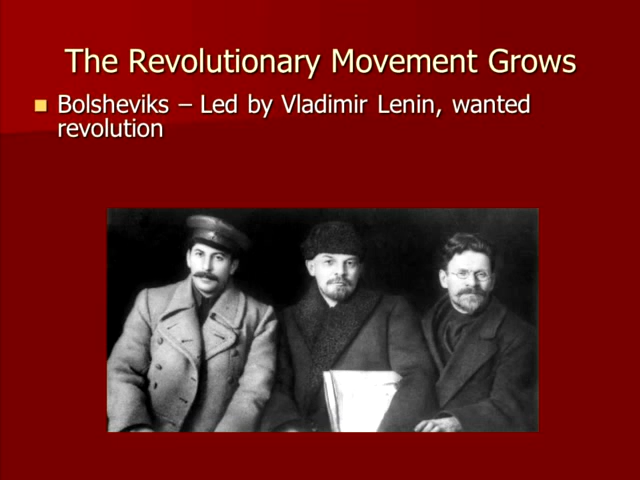 The Revolutionary Movement Grows
Bolsheviks – Led by Vladimir Lenin, wanted
revolution